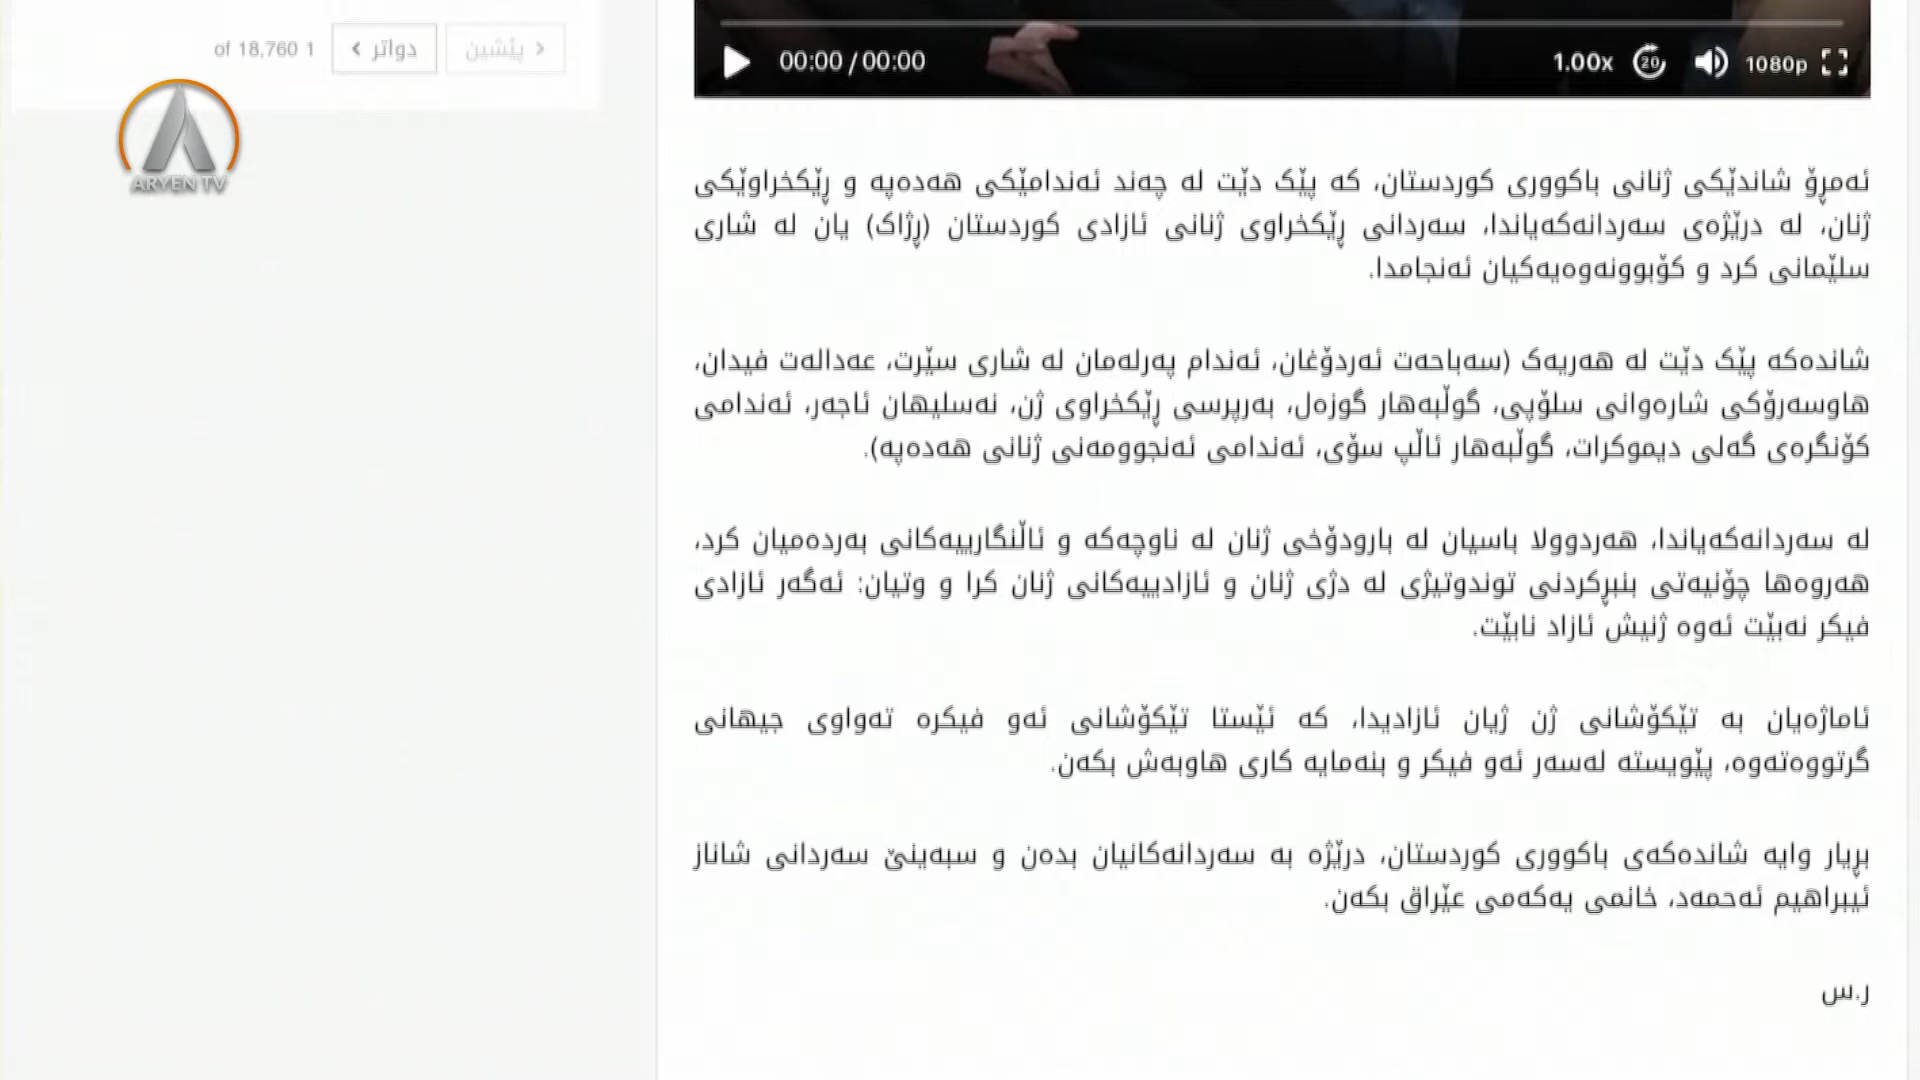 1 of 18,760
دواتر
پێشین
ARYEN TV
00:00 / 00:00
1.00x
20
1080p
ئەمڕۆ شاندێکی ژنانی باکووری کوردستان، کە پێک دێت لە چەند ئەندامێکی هەدەپە و ڕێکخراوێکی
ژنان، لە درێژەی سەردانەکەیاندا، سەردانی ڕێکخراوی ژنانی ئازادی کوردستان (ڕژاک) یان لە شاری
سلێمانی کرد و کۆبوونەوەیەکیان ئەنجامدا.
شاندەکە پێک دێت لە هەریەک (سەباحەت ئەردۆغان، ئەندام پەرلەمان لە شاری سێرت، عەدالەت فیدان،
هاوسەرۆکی شارەوانی سلۆپی، گوڵبەهار گوزەل، بەرپرسی ڕێکخراوی ژن، نەسلیهان ئاجەر، ئەندامی
کۆنگرەی گەلی دیموکرات، گوڵبەهار ئاڵپ سۆی، ئەندامی ئەنجوومەنی ژنانی هەدەپە).
لە سەردانەکەیاندا، هەردوولا باسیان لە بارودۆخی ژنان لە ناوچەکە و ئاڵنگارییەکانی بەردەمیان کرد،
هەروەها چۆنیەتی بنبڕکردنی توندوتیژی لە دژی ژنان و ئازادییەکانی ژنان کرا و وتیان: ئەگەر ئازادی
فیکر نەبێت ئەوە ژنیش ئازاد نابێت.
ئاماژەیان بە تێکۆشانی ژن ژیان ئازادیدا، کە ئێستا تێکۆشانی ئەو فیکرە تەواوی جیهانی
گرتووەتەوە، پێویستە لەسەر ئەو فیکر و بنەمایە کاری هاوبەش بکەن.
بڕیار وایە شاندەکەی باکووری کوردستان، درێژە بە سەردانەکانیان بدەن و سبەینێ سەردانی شاناز
ئیبراهیم ئەحمەد، خانمی یەکەمی عێراق بکەن.
ر.س